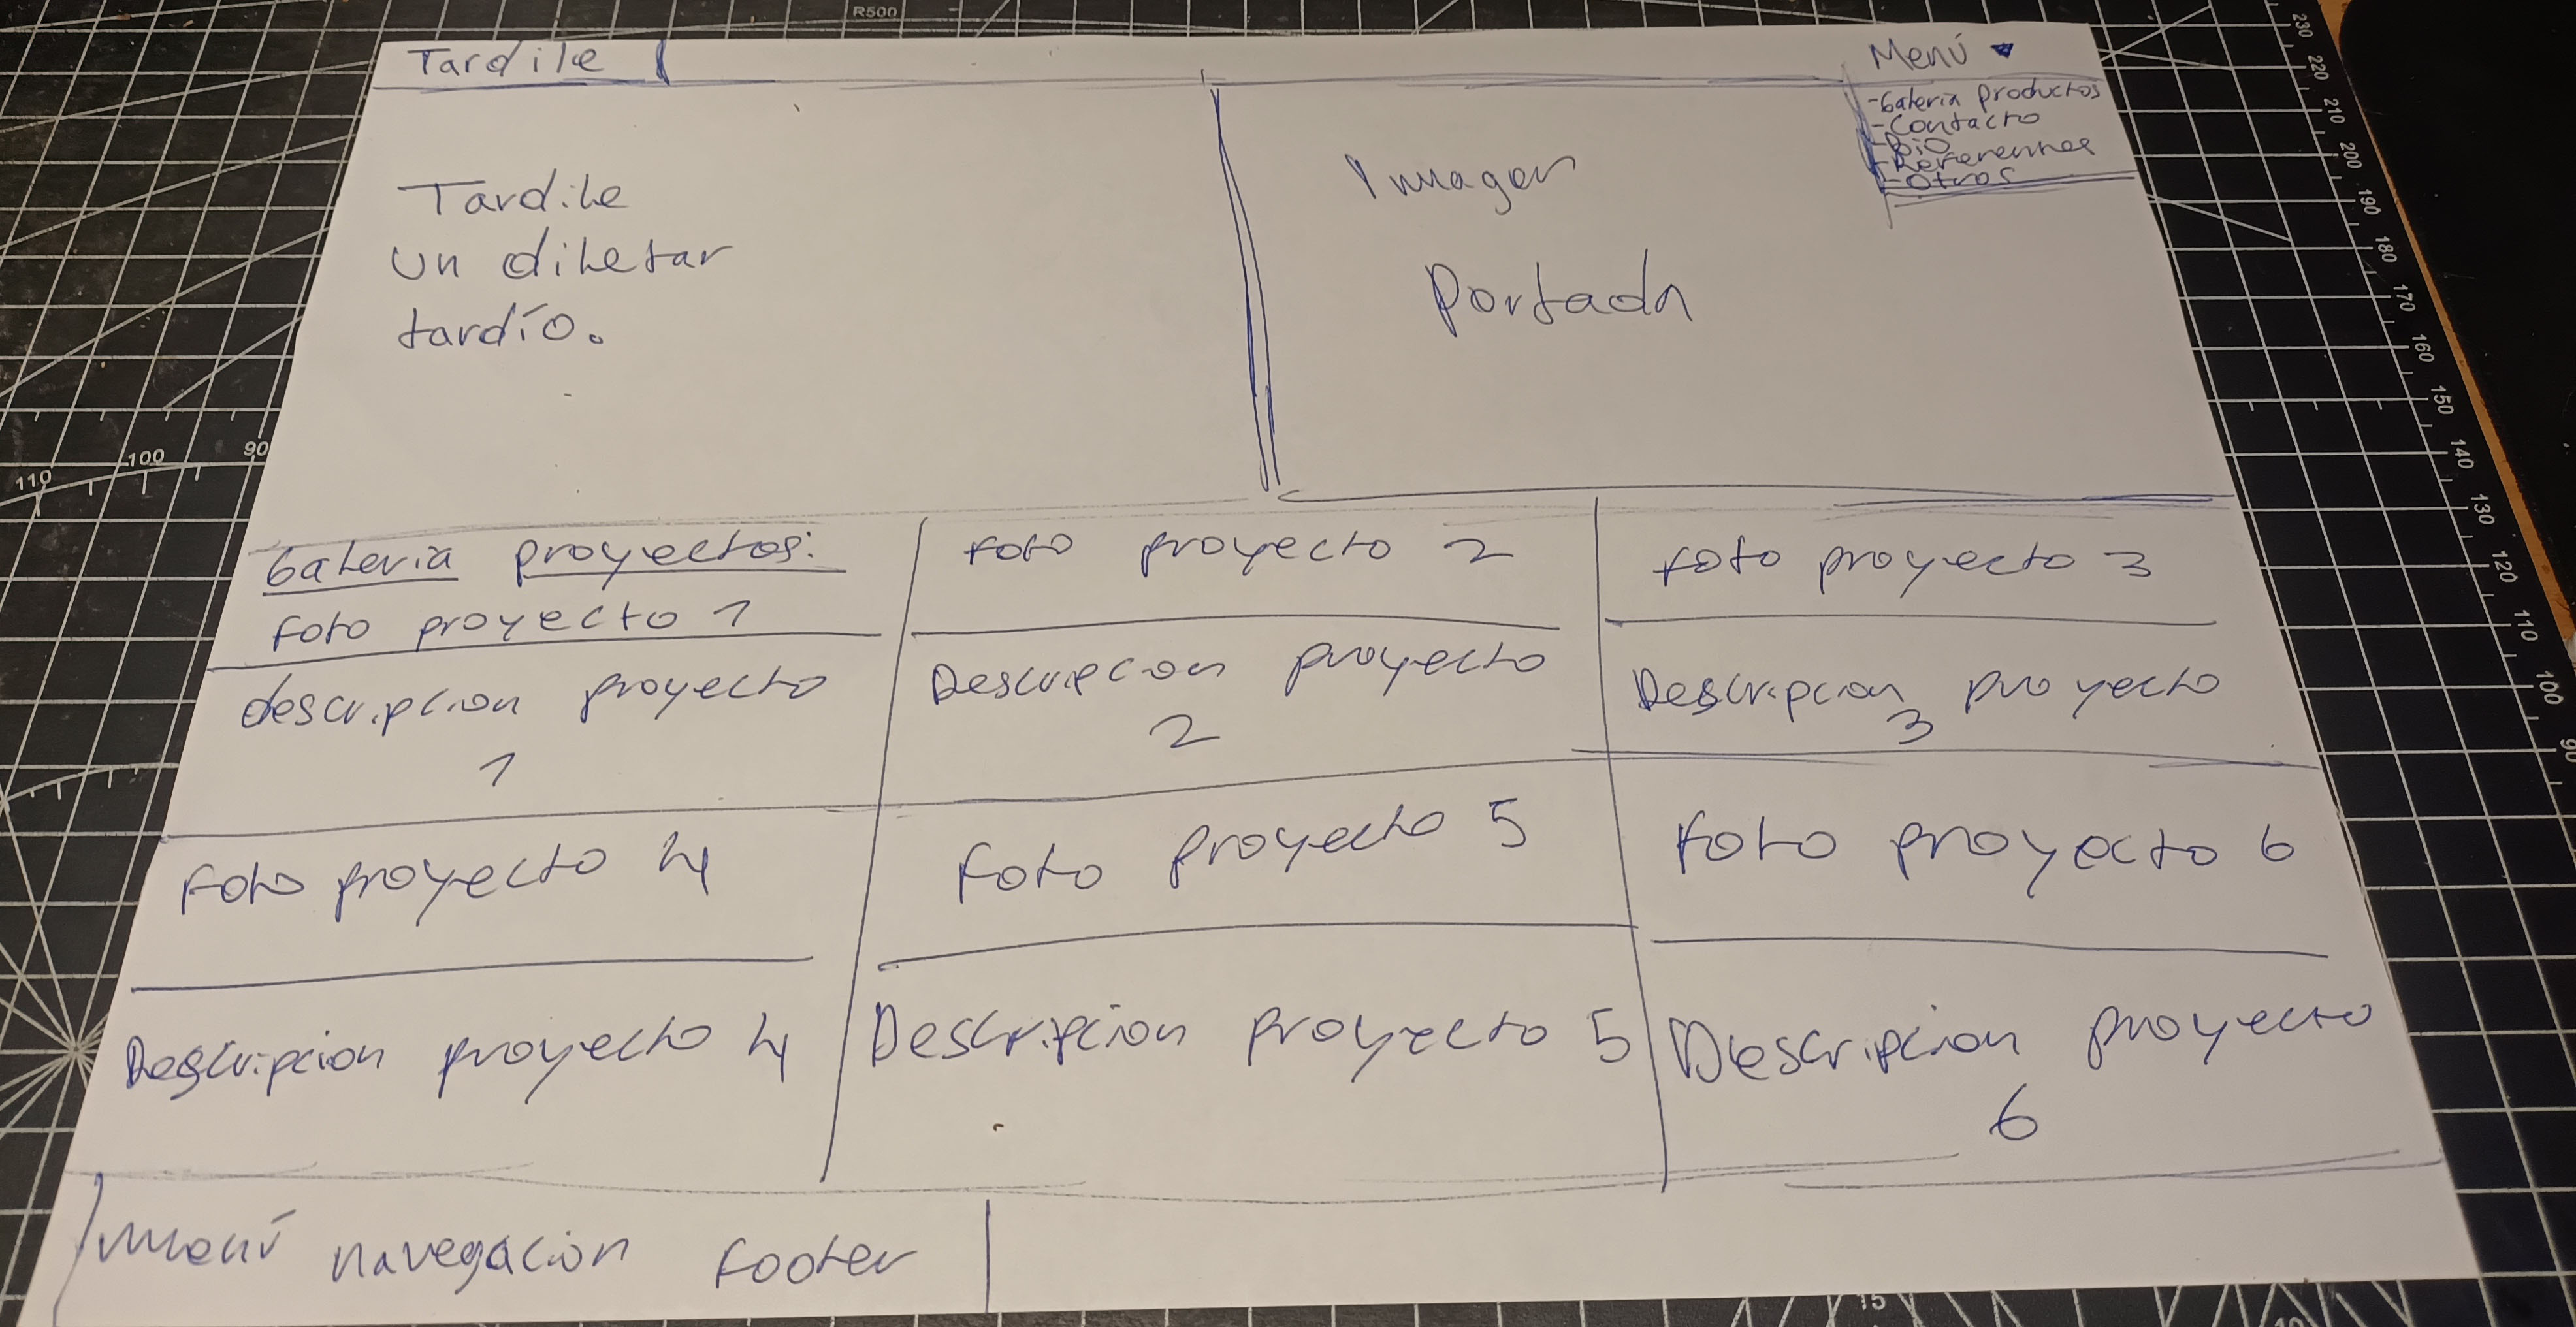 R500
Tardile
Menú
-Galeria productos
-Contacto
-Bio
-Referentes
-Otros
Tardile
un diletar
tardío.
Imagen
Portada
Galeria proyectos:
foto proyecto 1
descripcion proyecto
1
foto proyecto 2
Descripcion proyecto
2
foto proyecto 3
Descripcion proyecto
3
Foto proyecto 4
Descripcion proyecto 4
Foto proyecto 5
Descripcion proyecto 5
foto proyecto 6
Descripcion proyecto
6
menú navegación footer
110
100
90
230
220
210
200
190
180
170
160
150
140
130
120
110
100
90
15